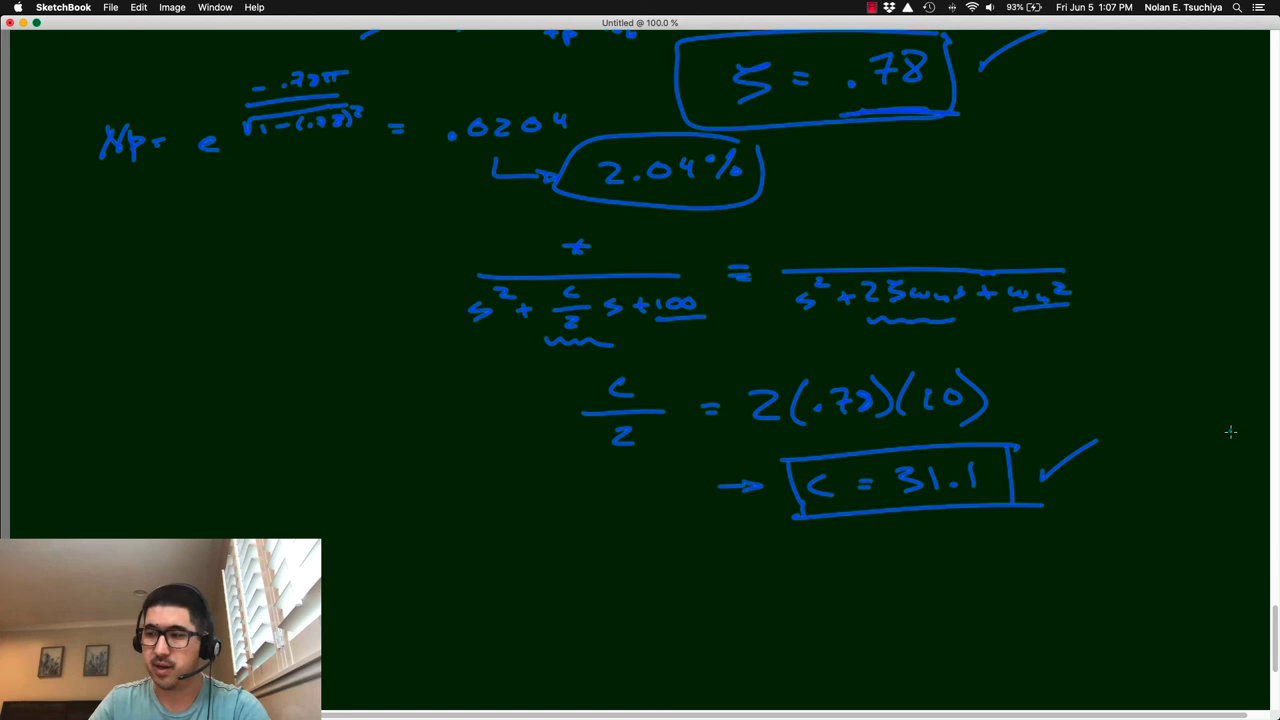 SketchBook File Edit Image Window Help 93% Fri Jun 5 1:07 PM Nolan E. Tsuchiya
Untitled @ 100.0 %
ζ = .78
Mp = e^(-.78π / √1-(.78)²) = .0204
2.04%
* / (s² + c/2 s + 100) = / (s² + 2ζωₙs + ωₙ²)
c/2 = 2(.78)(10)
→ c = 31.1